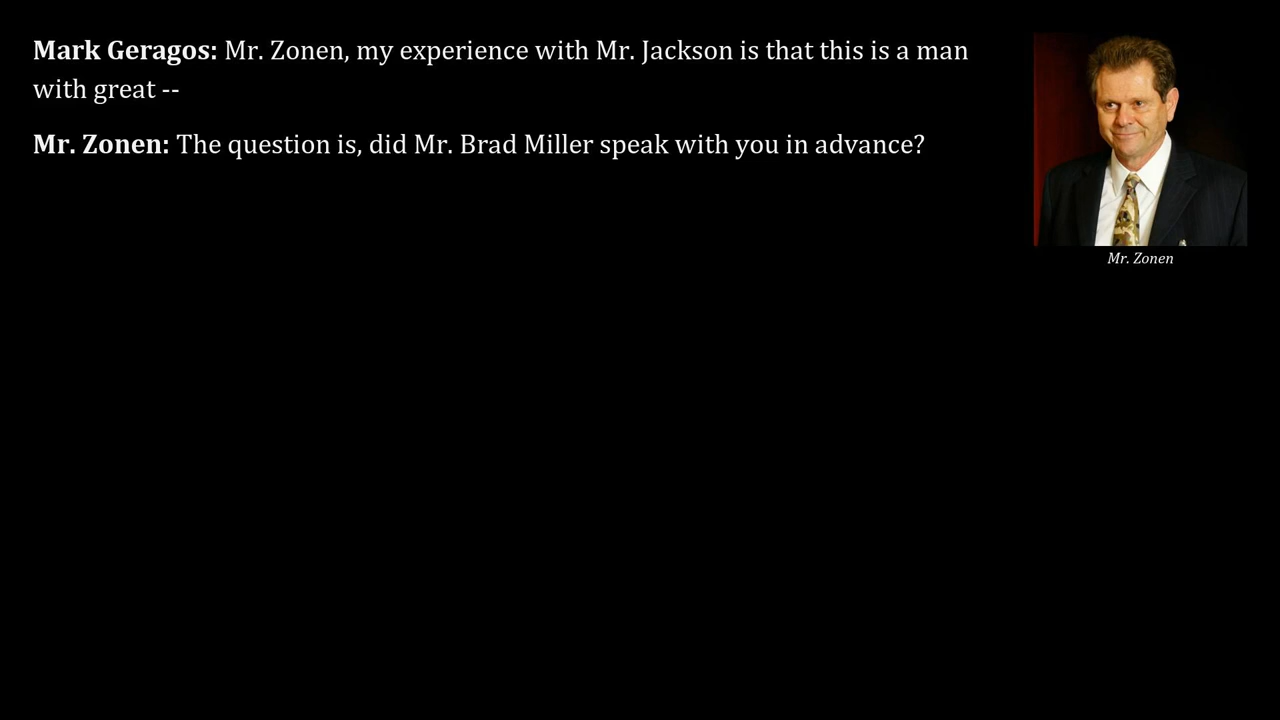 Mark Geragos: Mr. Zonen, my experience with Mr. Jackson is that this is a man
with great --
Mr. Zonen: The question is, did Mr. Brad Miller speak with you in advance?
Mr. Zonen